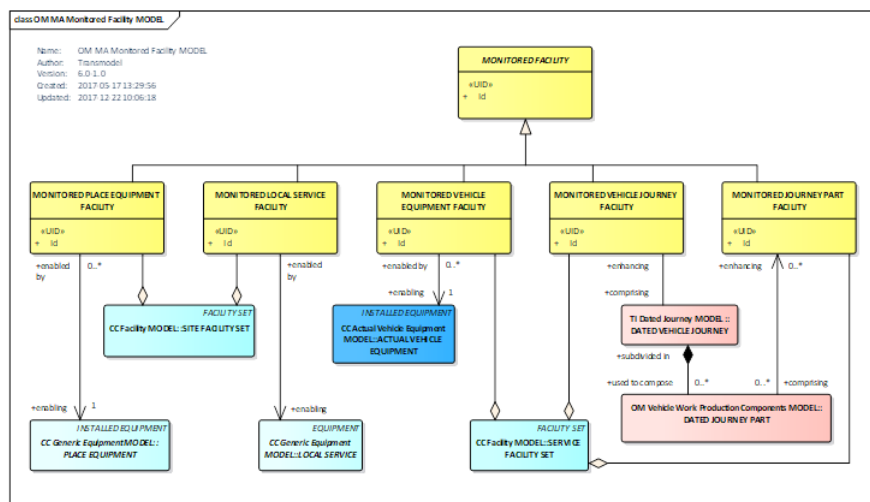 class OM MA Monitored Facility MODEL
Name: OM MA Monitored Facility MODEL
Author: Transmodel
Version: 6.0-1.0
Created: 2017-05-17 13:29:56
Updated: 2017-12-22 10:06:18
MONITORED FACILITY
«UID»
+ Id
MONITORED PLACE EQUIPMENT
FACILITY
«UID»
+ Id
MONITORED LOCAL SERVICE
FACILITY
«UID»
+ Id
MONITORED VEHICLE
EQUIPMENT FACILITY
«UID»
+ Id
MONITORED VEHICLE JOURNEY
FACILITY
«UID»
+ Id
MONITORED JOURNEY PART
FACILITY
«UID»
+ Id
+enabled
by
0..*
+enabled
by
+enabled by
0..*
+enhancing
+enhancing
0..*
+enabling
1
+comprising
FACILITY SET
CC Facility MODEL::SITE FACILITY SET
INSTALLED EQUIPMENT
CC Actual Vehicle Equipment
MODEL::ACTUAL VEHICLE
EQUIPMENT
TI Dated Journey MODEL ::
DATED VEHICLE JOURNEY
+subdivided in
+used to compose
0..*
0..*
+comprising
+enabling
1
+enabling
INSTALLED EQUIPMENT
CC Generic EquipmentMODEL::
PLACE EQUIPMENT
EQUIPMENT
CC Generic Equipment
MODEL::LOCAL SERVICE
FACILITY SET
CC Facility MODEL::SERVICE
FACILITY SET
OM Vehicle Work Production Components MODEL::
DATED JOURNEY PART